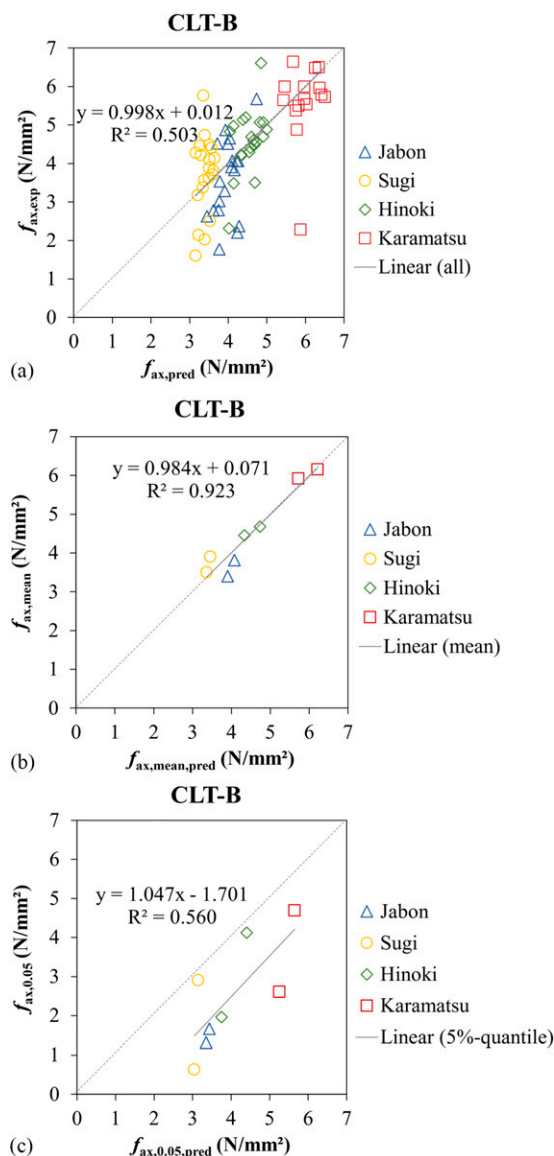 CLT-B
7
6
5
4
3
2
1
0
f_ax,exp (N/mm²)
y = 0.998x + 0.012
R² = 0.503
0 1 2 3 4 5 6 7
f_ax,pred (N/mm²)
Jabon
Sugi
Hinoki
Karamatsu
Linear (all)
(a)
CLT-B
7
6
5
4
3
2
1
0
f_ax,mean (N/mm²)
y = 0.984x + 0.071
R² = 0.923
0 1 2 3 4 5 6 7
f_ax,mean,pred (N/mm²)
Jabon
Sugi
Hinoki
Karamatsu
Linear (mean)
(b)
CLT-B
7
6
5
4
3
2
1
0
f_ax,0.05 (N/mm²)
y = 1.047x - 1.701
R² = 0.560
0 1 2 3 4 5 6 7
f_ax,0.05,pred (N/mm²)
Jabon
Sugi
Hinoki
Karamatsu
Linear (5%-quantile)
(c)